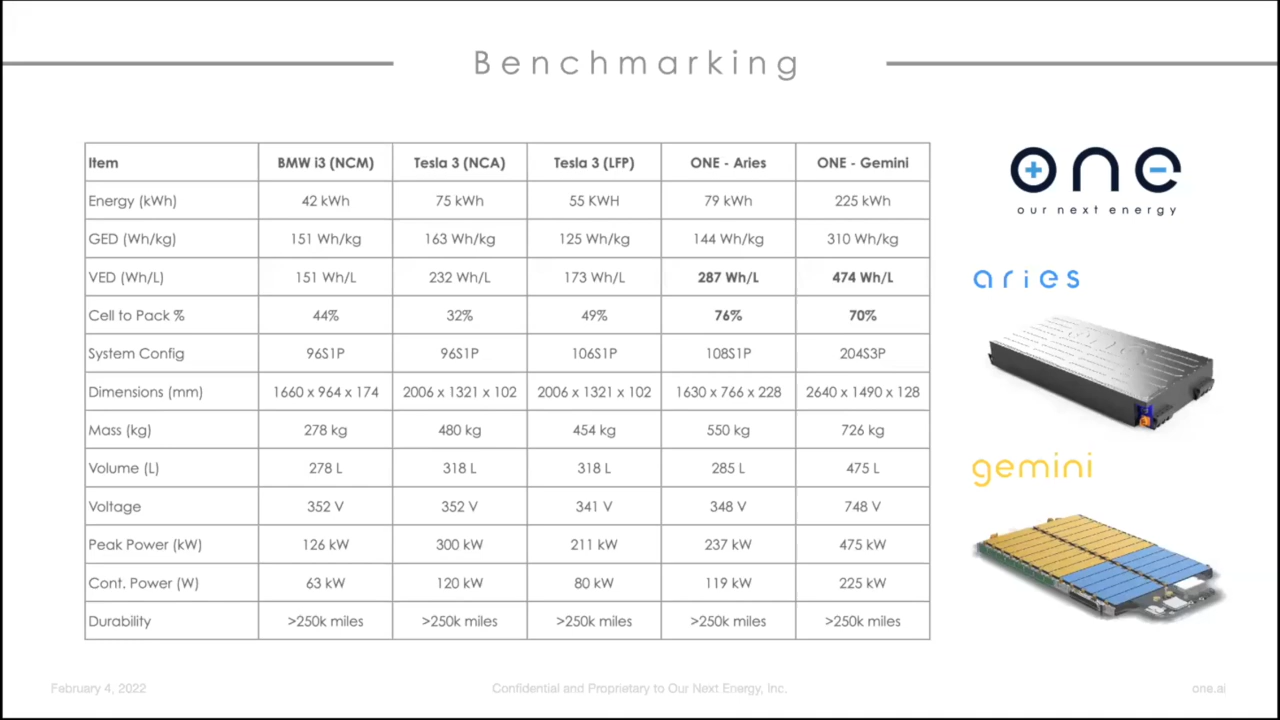 Benchmarking
Item BMW i3 (NCM) Tesla 3 (NCA) Tesla 3 (LFP) ONE - Aries ONE - Gemini
Energy (kWh) 42 kWh 75 kWh 55 KWH 79 kWh 225 kWh
GED (Wh/kg) 151 Wh/kg 163 Wh/kg 125 Wh/kg 144 Wh/kg 310 Wh/kg
VED (Wh/L) 151 Wh/L 232 Wh/L 173 Wh/L 287 Wh/L 474 Wh/L
Cell to Pack % 44% 32% 49% 76% 70%
System Config 96S1P 96S1P 106S1P 108S1P 204S3P
Dimensions (mm) 1660 x 964 x 174 2006 x 1321 x 102 2006 x 1321 x 102 1630 x 766 x 228 2640 x 1490 x 128
Mass (kg) 278 kg 480 kg 454 kg 550 kg 726 kg
Volume (L) 278 L 318 L 318 L 285 L 475 L
Voltage 352 V 352 V 341 V 348 V 748 V
Peak Power (kW) 126 kW 300 kW 211 kW 237 kW 475 kW
Cont. Power (W) 63 kW 120 kW 80 kW 119 kW 225 kW
Durability >250k miles >250k miles >250k miles >250k miles >250k miles
one
our next energy
aries
gemini
February 4, 2022 Confidential and Proprietary to Our Next Energy, Inc. one.ai